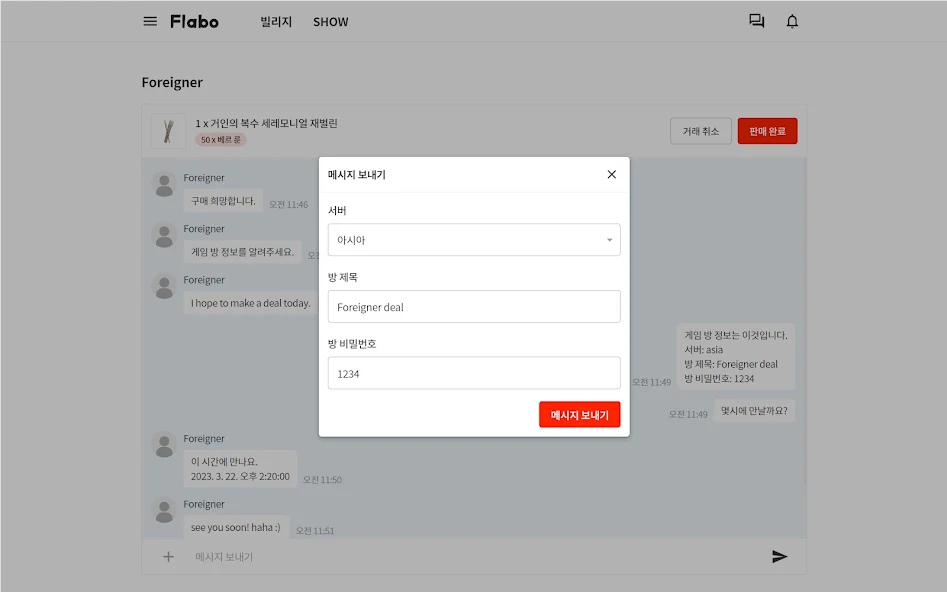 Flabo
빌리지
SHOW
Foreigner
1 x 거인의 복수 세레모니얼 재벌린
50 x 베르 룬
거래 취소
판매 완료
Foreigner
구매 희망합니다.
오전 11:46
Foreigner
게임 방 정보를 알려주세요.
오전
Foreigner
I hope to make a deal today.
메시지 보내기
서버
아시아
방 제목
Foreigner deal
방 비밀번호
1234
메시지 보내기
게임 방 정보는 이것입니다.
서버: asia
방 제목: Foreigner deal
방 비밀번호: 1234
오전 11:49
몇시에 만날까요?
오전 11:49
Foreigner
이 시간에 만나요.
2023. 3. 22. 오후 2:20:00
오전 11:50
Foreigner
see you soon! haha :)
오전 11:51
메시지 보내기